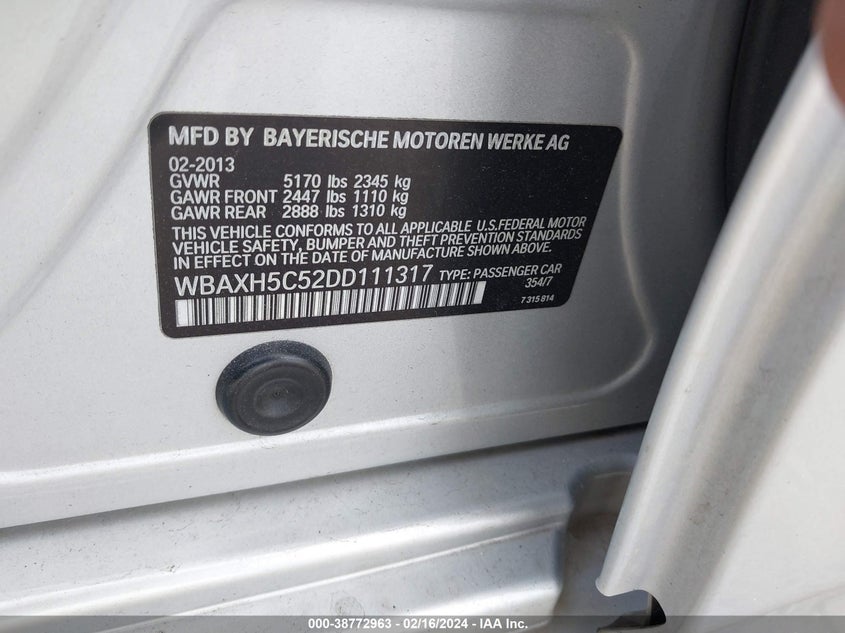 MFD BY BAYERISCHE MOTOREN WERKE AG
02-2013
GVWR 5170 lbs 2345 kg
GAWR FRONT 2447 lbs 1110 kg
GAWR REAR 2888 lbs 1310 kg
THIS VEHICLE CONFORMS TO ALL APPLICABLE U.S.FEDERAL MOTOR
VEHICLE SAFETY, BUMPER AND THEFT PREVENTION STANDARDS
IN EFFECT ON THE DATE OF MANUFACTURE SHOWN ABOVE.
WBAXH5C52DD111317 TYPE: PASSENGER CAR
354/7
7 315 814
000-38772963 - 02/16/2024 - IAA Inc.